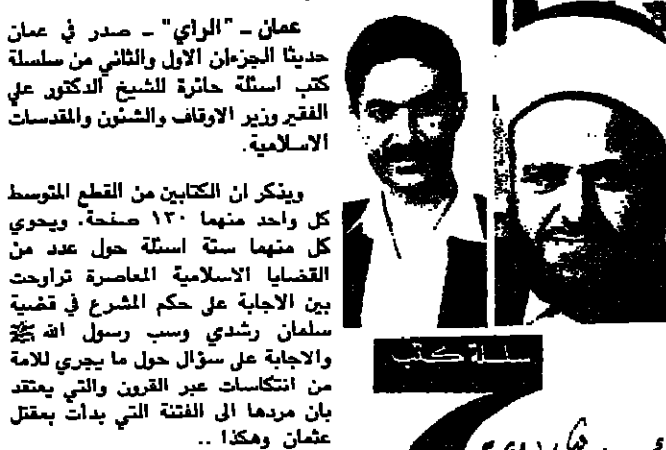 عمان ـ "الراي" ـ صدر في عمان
حديثا الجزءان الاول والثاني من سلسلة
كتب اسئلة حائرة للشيخ الدكتور علي
الفقير وزير الاوقاف والشئون والمقدسات
الاسلامية.
ويذكر ان الكتابين من القطع المتوسط
كل واحد منهما ١٣٠ صفحة. ويحوي
كل منهما ستة اسئلة حول عدد من
القضايا الاسلامية المعاصرة تراوحت
بين الاجابة على حكم المشرع في قضية
سلمان رشدي وسب رسول الله ﷺ
والاجابة على سؤال حول ما يجري للامة
من انتكاسات عبر القرون والتي يعتقد
بان مردها الى الفتنة التي بدأت بمقتل
عثمان وهكذا ..
سلسلة كتب